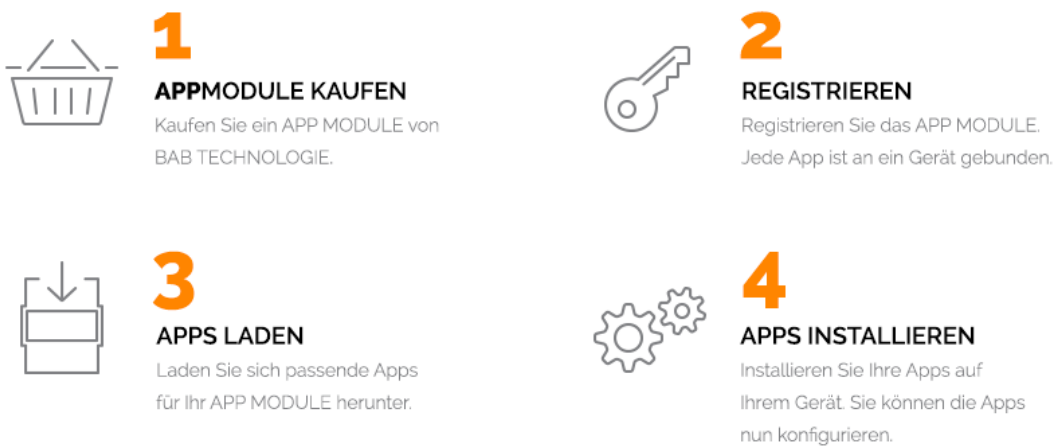 1
APPMODULE KAUFEN
Kaufen Sie ein APP MODULE von
BAB TECHNOLOGIE.
2
REGISTRIEREN
Registrieren Sie das APP MODULE.
Jede App ist an ein Gerät gebunden.
3
APPS LADEN
Laden Sie sich passende Apps
für Ihr APP MODULE herunter.
4
APPS INSTALLIEREN
Installieren Sie Ihre Apps auf
Ihrem Gerät. Sie können die Apps
nun konfigurieren.